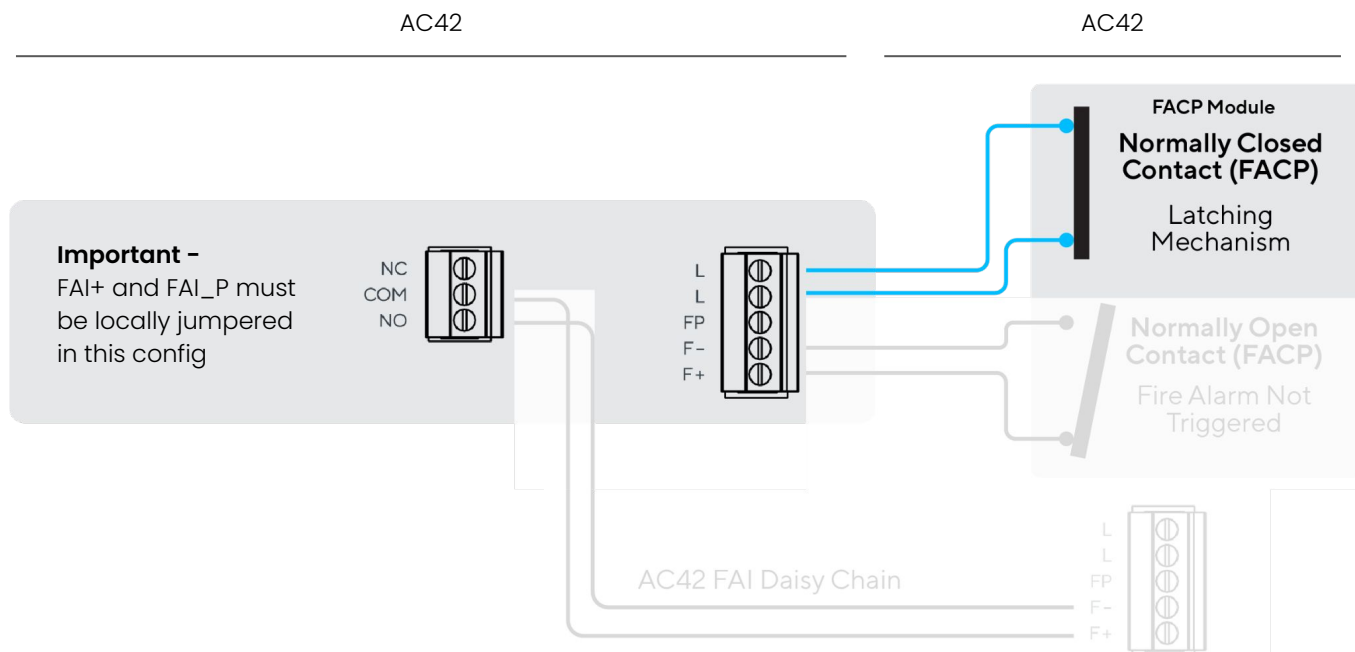 AC42
AC42
FACP Module
Normally Closed
Contact (FACP)
Latching
Mechanism
Important -
FAI+ and FAI_P must
be locally jumpered
in this config
NC
COM
NO
L
L
FP
F-
F+
Normally Open
Contact (FACP)
Fire Alarm Not
Triggered
AC42 FAI Daisy Chain
L
L
FP
F-
F+